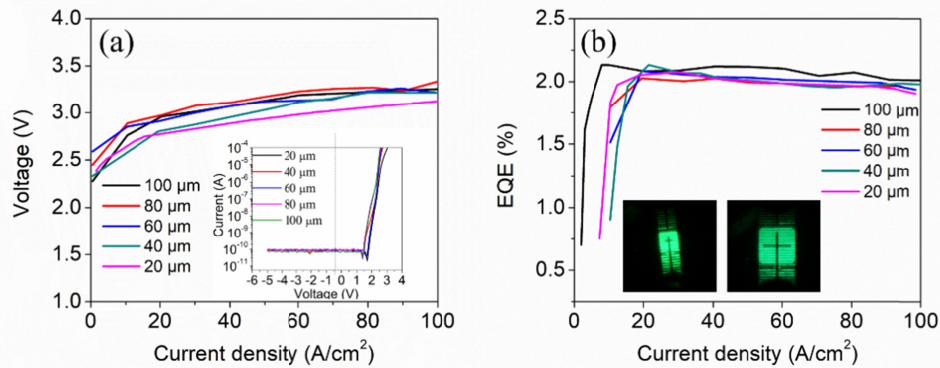 (a)
4.0
3.5
3.0
2.5
2.0
1.5
1.0
Voltage (V)
0 20 40 60 80 100
Current density (A/cm²)
100 μm
80 μm
60 μm
40 μm
20 μm
10⁻⁴
10⁻⁵
10⁻⁶
10⁻⁷
10⁻⁸
10⁻⁹
10⁻¹⁰
10⁻¹¹
Current (A)
20 μm
40 μm
60 μm
80 μm
100 μm
-6 -5 -4 -3 -2 -1 0 1 2 3 4
Voltage (V)
(b)
2.5
2.0
1.5
1.0
0.5
EQE (%)
0 20 40 60 80 100
Current density (A/cm²)
100 μm
80 μm
60 μm
40 μm
20 μm